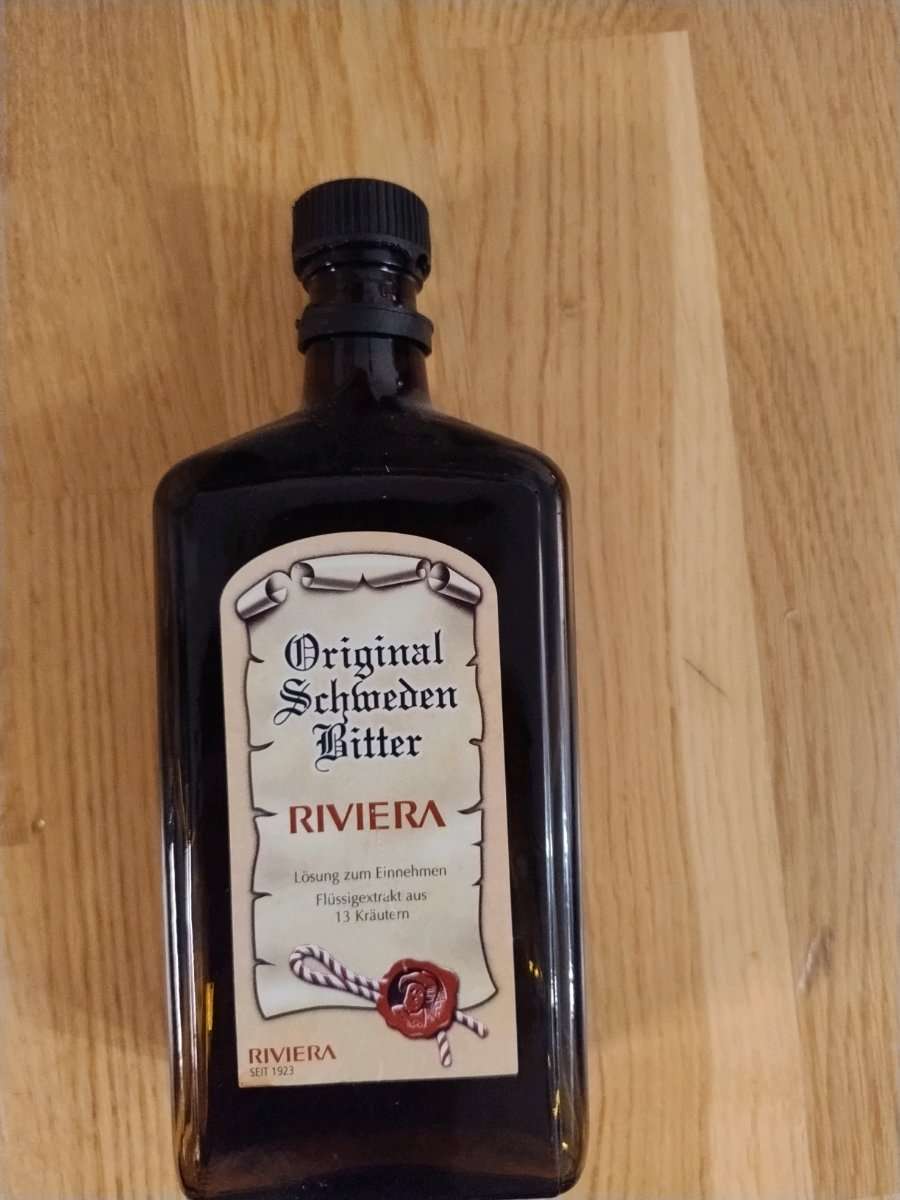 Original
Schweden
Bitter
RIVIERA
Lösung zum Einnehmen
Flüssigextrakt aus
13 Kräutern
RIVIERA
SEIT 1923